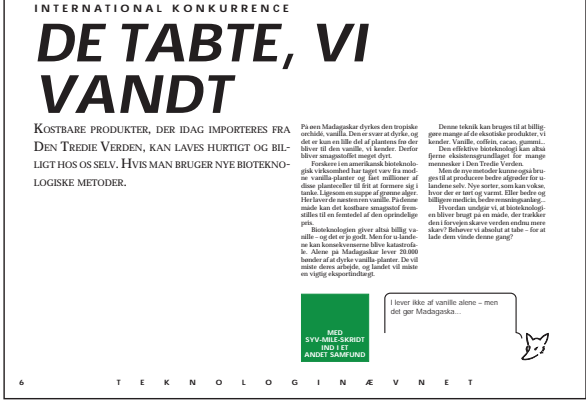 INTERNATIONAL KONKURRENCE
DE TABTE, VI
VANDT
KOSTBARE PRODUKTER, DER IDAG IMPORTERES FRA
DEN TREDIE VERDEN, KAN LAVES HURTIGT OG BIL-
LIGT HOS OS SELV. HVIS MAN BRUGER NYE BIOTEKNO-
LOGISKE METODER.
På øen Madagaskar dyrkes den tropiske
orchidé, vanilla. Den er svær at dyrke, og
det er kun en lille del af plantens frø der
bliver til den vanille, vi kender. Derfor
bliver smagsstoffet meget dyrt.
Forskere i en amerikansk bioteknolo-
gisk virksomhed har taget væv fra mod-
ne vanilla-planter og fået millioner af
disse planteceller til frit at formere sig i
tanke. Ligesom en suppe af grønne alger.
Her laver de næsten ren vanille. På denne
måde kan det kostbare smagsstof frem-
stilles til en femtedel af den oprindelige
pris.
Bioteknologien giver altså billig va-
nille – og det er jo godt. Men for u-lande-
ne kan konsekvenserne blive katastrofa-
le. Alene på Madagaskar lever 20.000
bønder af at dyrke vanilla-planter. De vil
miste deres arbejde, og landet vil miste
en vigtig eksportindtægt.
Denne teknik kan bruges til at billig-
gøre mange af de eksotiske produkter, vi
kender. Vanille, coffein, cacao, gummi...
Den effektive bioteknologi kan altså
fjerne eksistensgrundlaget for mange
mennesker i Den Tredie Verden.
Men de nye metoder kunne også bru-
ges til at producere bedre afgrøder for u-
landene selv. Nye sorter, som kan vokse,
hvor der er tørt og varmt. Eller bedre og
billigere medicin, bedre rensningsanlæg...
Hvordan undgår vi, at bioteknologi-
en bliver brugt på en måde, der trækker
den i forvejen skæve verden endnu mere
skæv? Behøver vi absolut at tabe – for at
lade dem vinde denne gang?
MED
SYV-MILE-SKRIDT
IND I ET
ANDET SAMFUND
I lever ikke af vanille alene – men
det gør Madagaska...
6
TEKNOLOGINÆVNET